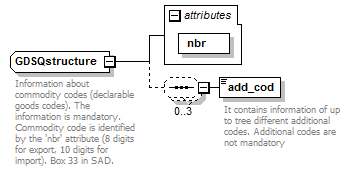 attributes
nbr
GDSQstructure
Information about
commodity codes (declarable
goods codes). The
information is mandatory.
Commodity code is identified
by the 'nbr' attribute (8 digits
for export, 10 digits for
import). Box 33 in SAD.
add_cod
0..3
It contains information of up
to tree different additional
codes. Additional codes are
not mandatory